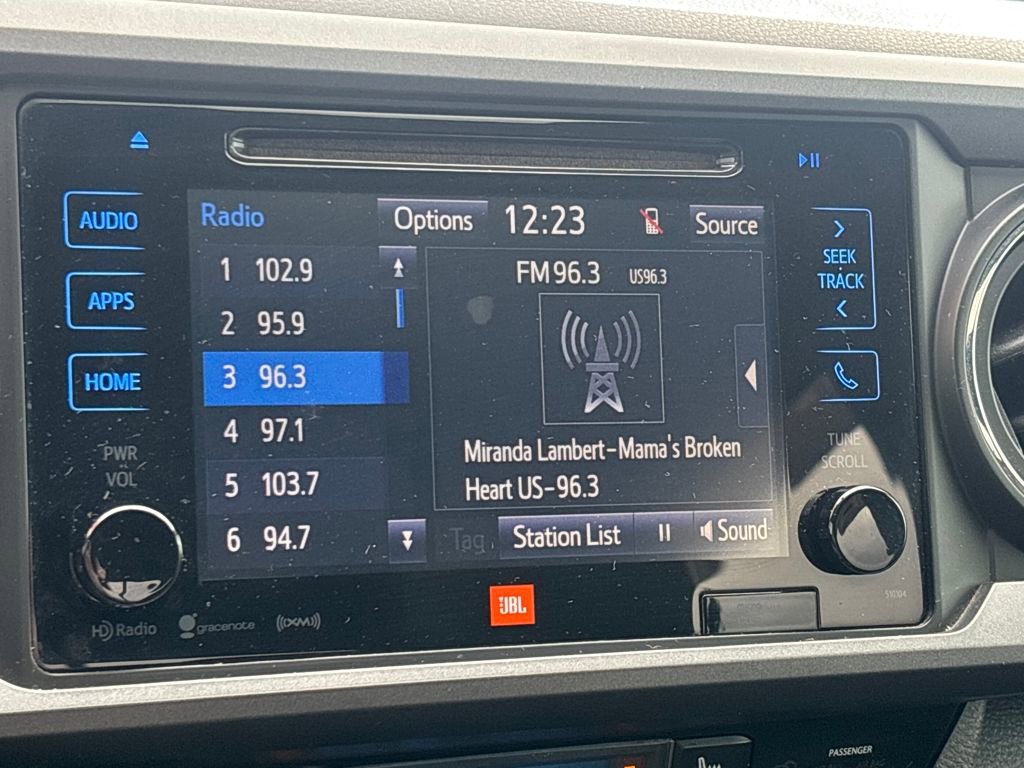 AUDIO
APPS
HOME
PWR
VOL
Radio
Options
12:23
Source
1 102.9
2 95.9
3 96.3
4 97.1
5 103.7
6 94.7
FM 96.3 US96.3
Miranda Lambert-Mama's Broken
Heart US-96.3
Tag
Station List
Sound
SEEK
TRACK
TUNE
SCROLL
HD Radio
gracenote
((XM))
JBL
510104
PASSENGER